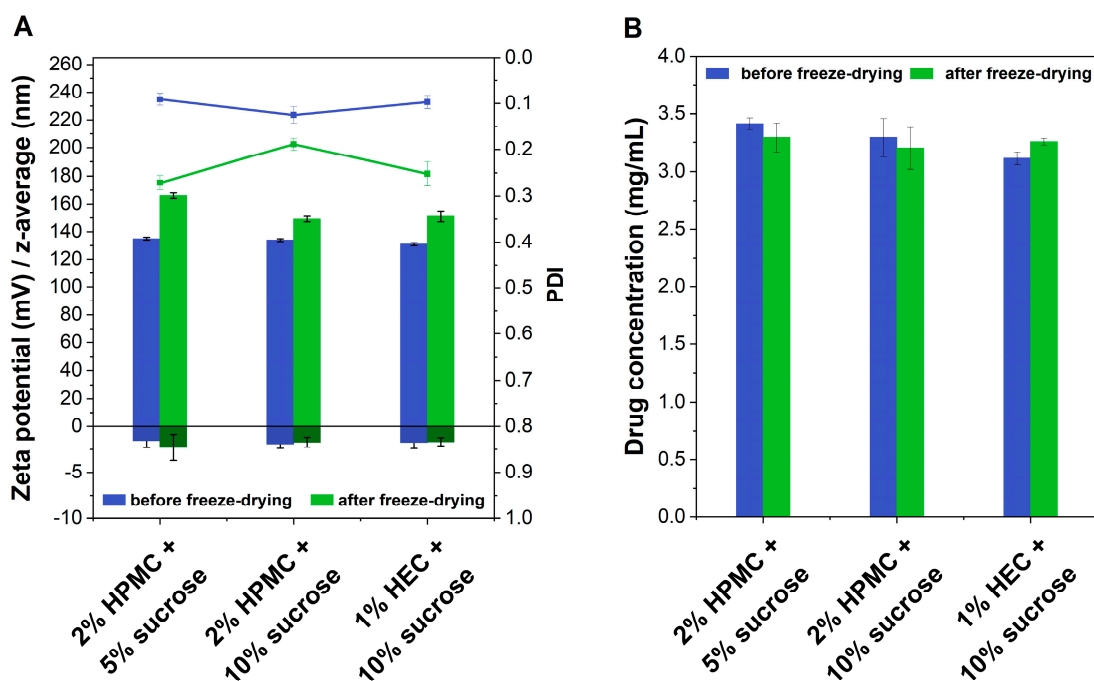 A
Zeta potential (mV) / z-average (nm)
260
240
220
200
180
160
140
120
100
80
60
40
20
0
-5
-10
0.0
0.1
0.2
0.3
0.4
0.5
0.6
0.7
0.8
0.9
1.0
PDI
before freeze-drying
after freeze-drying
2% HPMC +
5% sucrose
2% HPMC +
10% sucrose
1% HEC +
10% sucrose
B
Drug concentration (mg/mL)
4.0
3.5
3.0
2.5
2.0
1.5
1.0
0.5
0.0
before freeze-drying
after freeze-drying
2% HPMC +
5% sucrose
2% HPMC +
10% sucrose
1% HEC +
10% sucrose